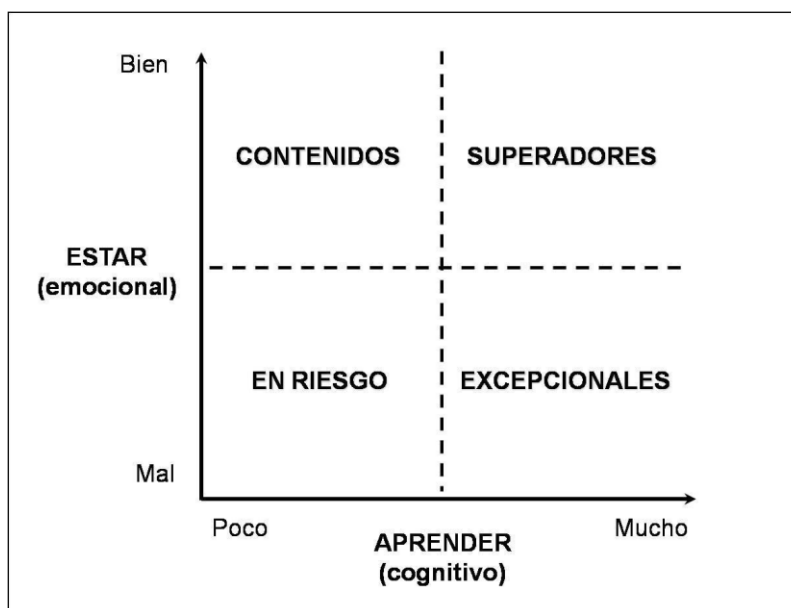 Bien
CONTENIDOS SUPERADORES
ESTAR
(emocional)
EN RIESGO EXCEPCIONALES
Mal
Poco Mucho
APRENDER
(cognitivo)